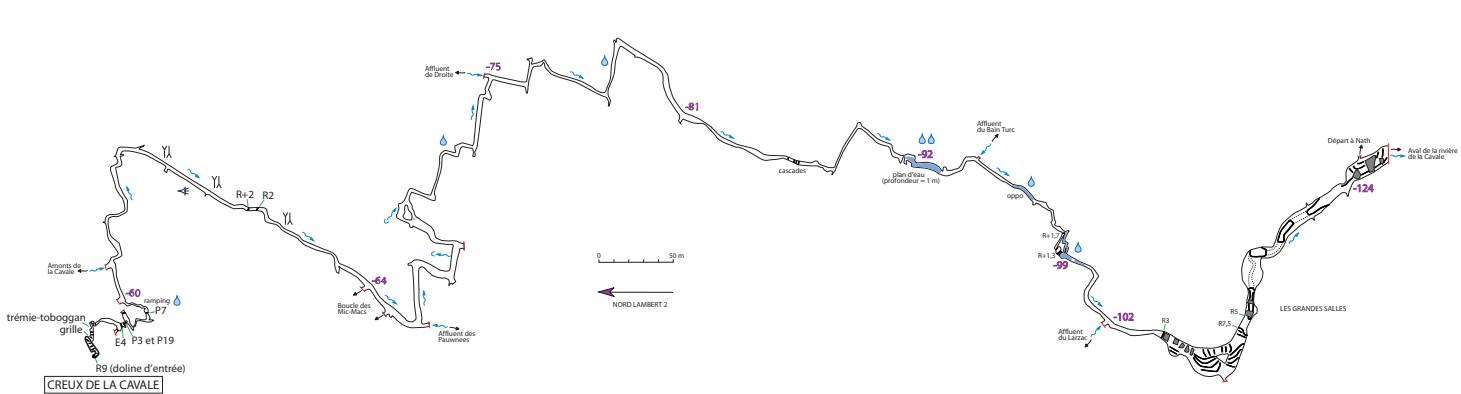 -75
Affluent
de Droite
-81
-92
plan d'eau
(profondeur = 1 m)
cascades
Affluent
du Bain Turc
oppo
R+1,7
R+1,3
-99
Départ à Nath
Aval de la rivière
de la Cavale
-124
R+2
R2
Amonts de
la Cavale
-60
ramping
P7
trémie-toboggan
grille
E4
P3 et P19
R9 (doline d'entrée)
CREUX DE LA CAVALE
-64
Boucle des
Mic-Macs
Affluent des
Pauwnees
0
50 m
NORD LAMBERT 2
-102
Affluent
du Larzac
R3
R5
R7,5
LES GRANDES SALLES